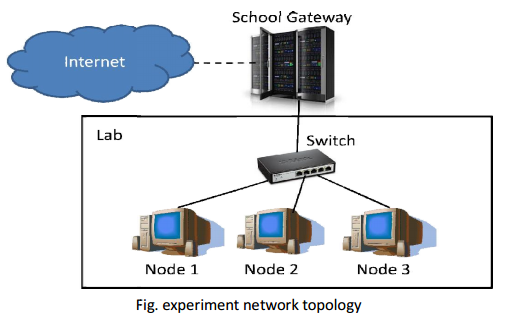 School Gateway
Internet
Lab
Switch
Node 1
Node 2
Node 3
Fig. experiment network topology